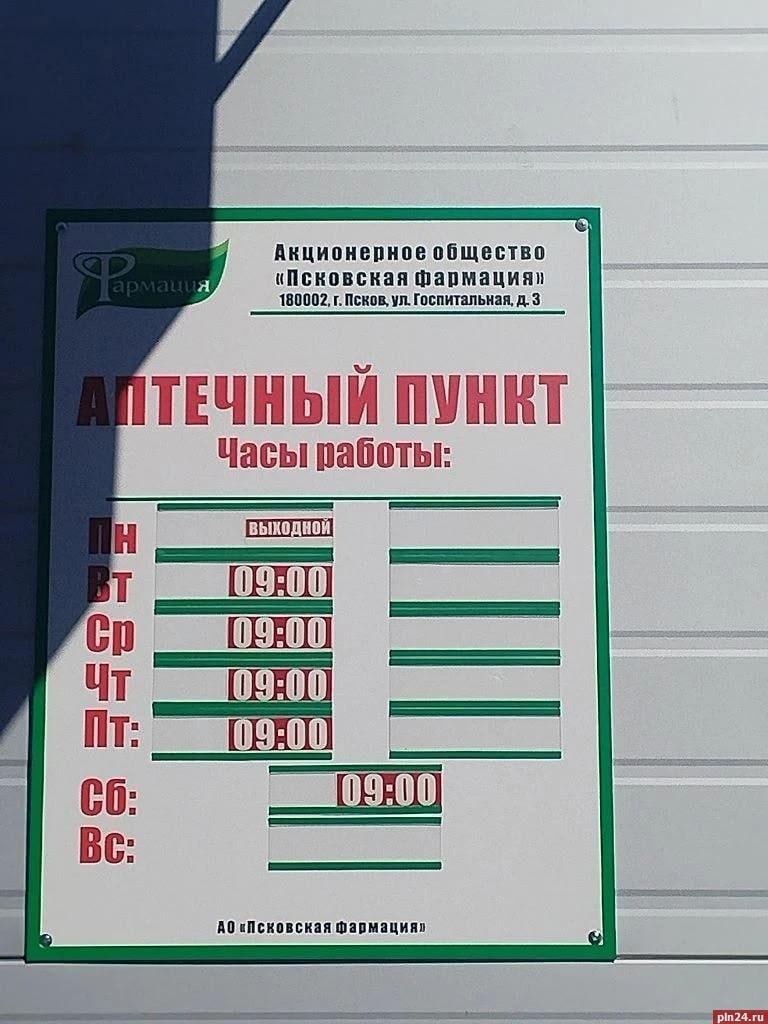 Фармация
Акционерное общество
«Псковская фармация»
180002, г. Псков, ул. Госпитальная, д. 3
АПТЕЧНЫЙ ПУНКТ
Часы работы:
Пн ВЫХОДНОЙ
Вт 09:00
Ср 09:00
Чт 09:00
Пт: 09:00
Сб: 09:00
Вс:
АО «Псковская фармация»
pln24.ru